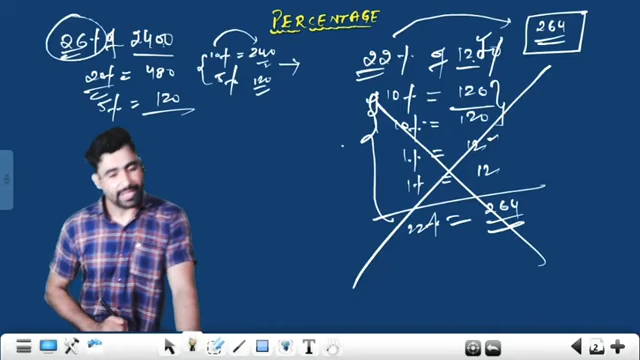 PERCENTAGE
26% of 2400
20% = 480
5% = 120
10% = 240
5% 120
22% of 1200
264
10% = 120
10% = 120
1% = 12
1% = 12
22% = 264
T
2